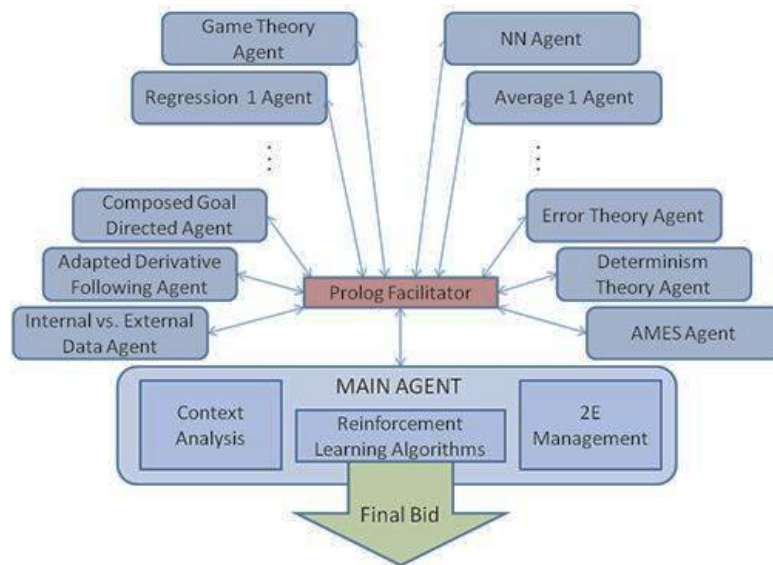 Game Theory
Agent
NN Agent
Regression 1 Agent
Average 1 Agent
Composed Goal
Directed Agent
Error Theory Agent
Adapted Derivative
Following Agent
Determinism
Theory Agent
Prolog Facilitator
Internal vs. External
Data Agent
AMES Agent
MAIN AGENT
Context
Analysis
Reinforcement
Learning Algorithms
2E
Management
Final Bid